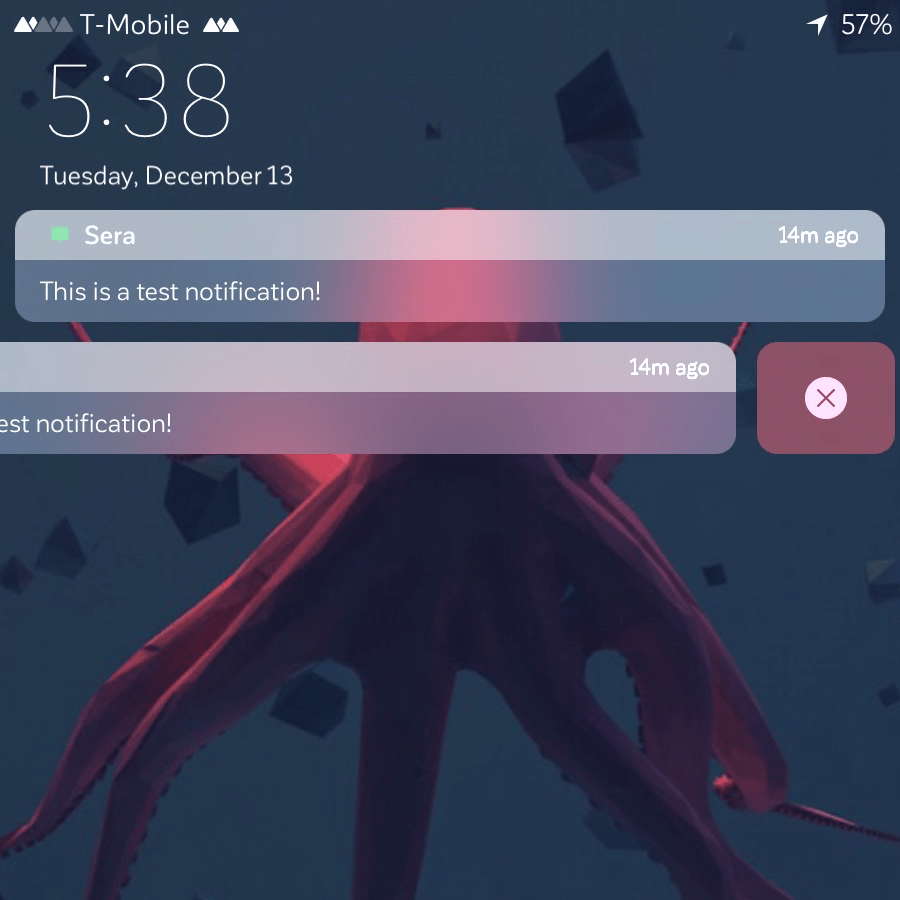 T-Mobile 57%
5:38
Tuesday, December 13
Sera 14m ago
This is a test notification!
14m ago
est notification!